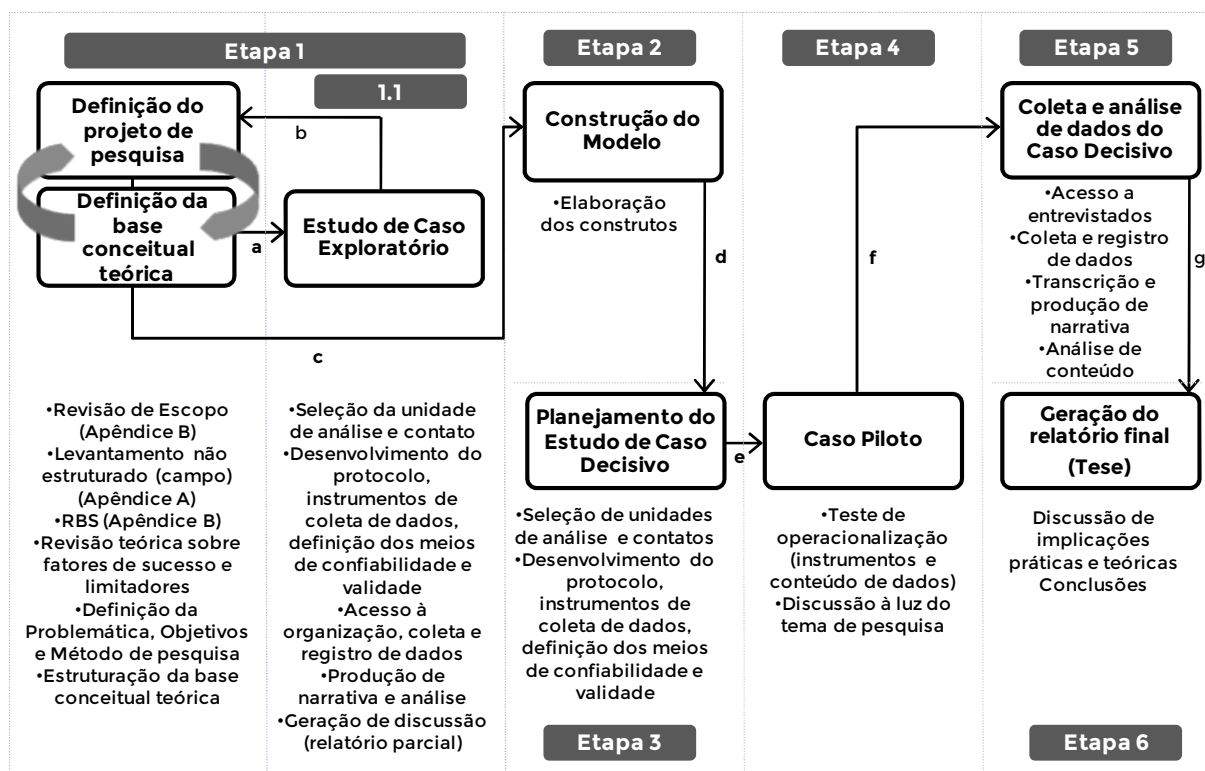 Etapa 1
1.1
Definição do
projeto de
pesquisa
b
Definição da
base
conceitual
teórica
a
Estudo de Caso
Exploratório
c
•Revisão de Escopo
(Apêndice B)
•Levantamento não
estruturado (campo)
(Apêndice A)
•RBS (Apêndice B)
•Revisão teórica sobre
fatores de sucesso e
limitadores
•Definição da
Problemática, Objetivos
e Método de pesquisa
•Estruturação da base
conceitual teórica
•Seleção da unidade
de análise e contato
•Desenvolvimento do
protocolo,
instrumentos de
coleta de dados,
definição dos meios
de confiabilidade e
validade
•Acesso à
organização, coleta e
registro de dados
•Produção de
narrativa e análise
•Geração de discussão
(relatório parcial)
Etapa 2
Construção do
Modelo
•Elaboração
dos construtos
d
Planejamento do
Estudo de Caso
Decisivo
e
•Seleção de unidades
de análise e contatos
•Desenvolvimento do
protocolo,
instrumentos de
coleta de dados,
definição dos meios
de confiabilidade e
validade
Etapa 3
Etapa 4
f
Caso Piloto
•Teste de
operacionalização
(instrumentos e
conteúdo de dados)
•Discussão à luz do
tema de pesquisa
Etapa 5
Coleta e análise
de dados do
Caso Decisivo
•Acesso a
entrevistados
•Coleta e registro
de dados
•Transcrição e
produção de
narrativa
•Análise de
conteúdo
g
Geração do
relatório final
(Tese)
Discussão de
implicações
práticas e teóricas
Conclusões
Etapa 6